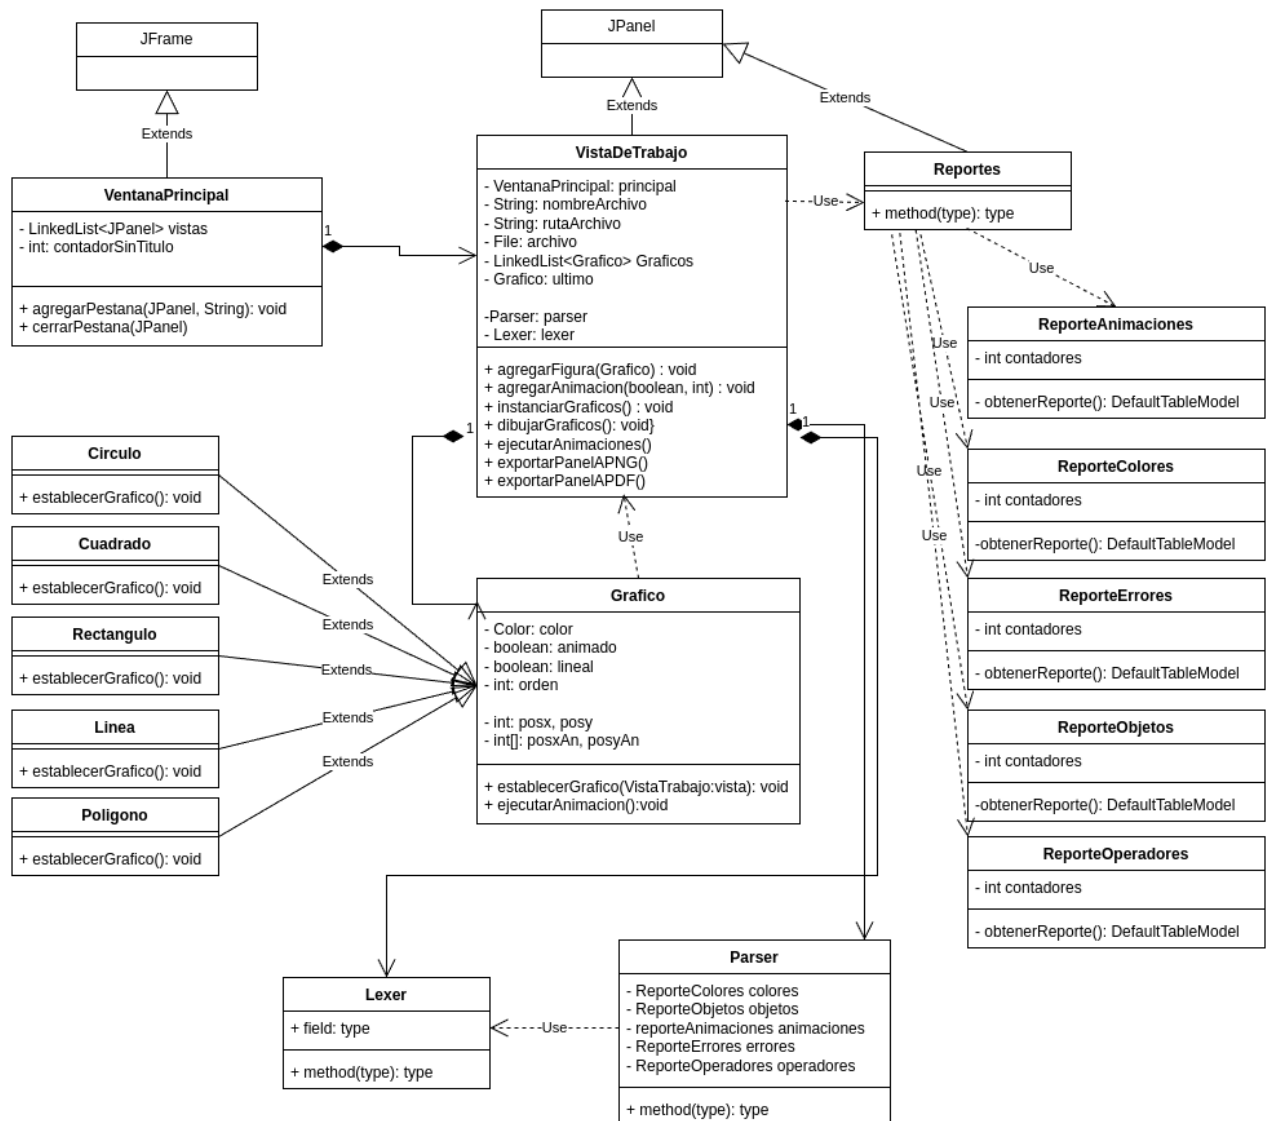 JFrame
Extends
JPanel
Extends
Extends
VentanaPrincipal
- LinkedList<JPanel> vistas
- int: contadorSinTitulo
+ agregarPestana(JPanel, String): void
+ cerrarPestana(JPanel)
1
VistaDeTrabajo
- VentanaPrincipal: principal
- String: nombreArchivo
- String: rutaArchivo
- File: archivo
- LinkedList<Grafico> Graficos
- Grafico: ultimo
-Parser: parser
- Lexer: lexer
+ agregarFigura(Grafico) : void
+ agregarAnimacion(boolean, int) : void
+ instanciarGraficos() : void
+ dibujarGraficos(): void}
+ ejecutarAnimaciones()
+ exportarPanelAPNG()
+ exportarPanelAPDF()
1
1
1
Use
Reportes
+ method(type): type
Use
Use
Use
Use
Use
ReporteAnimaciones
- int contadores
- obtenerReporte(): DefaultTableModel
ReporteColores
- int contadores
-obtenerReporte(): DefaultTableModel
ReporteErrores
- int contadores
- obtenerReporte(): DefaultTableModel
ReporteObjetos
- int contadores
-obtenerReporte(): DefaultTableModel
ReporteOperadores
- int contadores
- obtenerReporte(): DefaultTableModel
Circulo
+ establecerGrafico(): void
Cuadrado
+ establecerGrafico(): void
Rectangulo
+ establecerGrafico(): void
Linea
+ establecerGrafico(): void
Poligono
+ establecerGrafico(): void
Extends
Extends
Extends
Extends
Extends
Use
Grafico
- Color: color
- boolean: animado
- boolean: lineal
- int: orden
- int: posx, posy
- int[]: posxAn, posyAn
+ establecerGrafico(VistaTrabajo:vista): void
+ ejecutarAnimacion():void
Lexer
+ field: type
+ method(type): type
Use
Parser
- ReporteColores colores
- ReporteObjetos objetos
- reporteAnimaciones animaciones
- ReporteErrores errores
- ReporteOperadores operadores
+ method(type): type